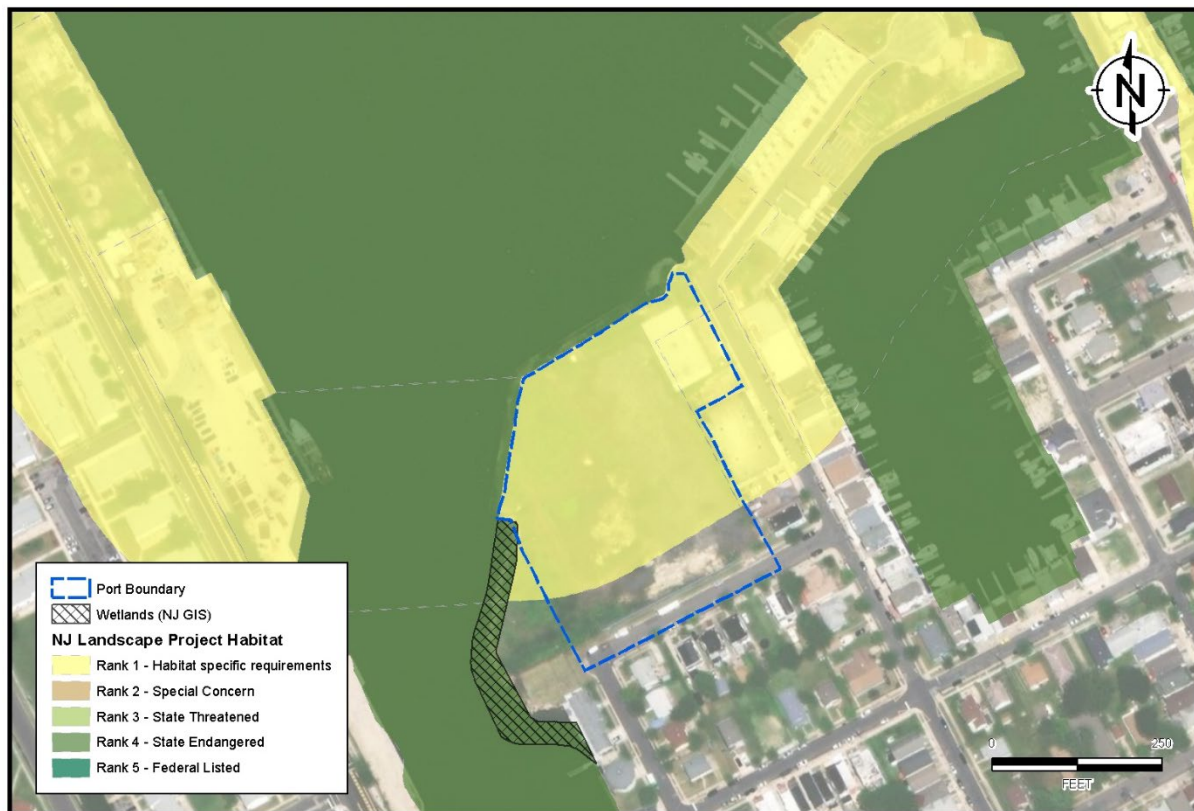 N
Port Boundary
Wetlands (NJ GIS)
NJ Landscape Project Habitat
Rank 1 - Habitat specific requirements
Rank 2 - Special Concern
Rank 3 - State Threatened
Rank 4 - State Endangered
Rank 5 - Federal Listed
0 250
FEET